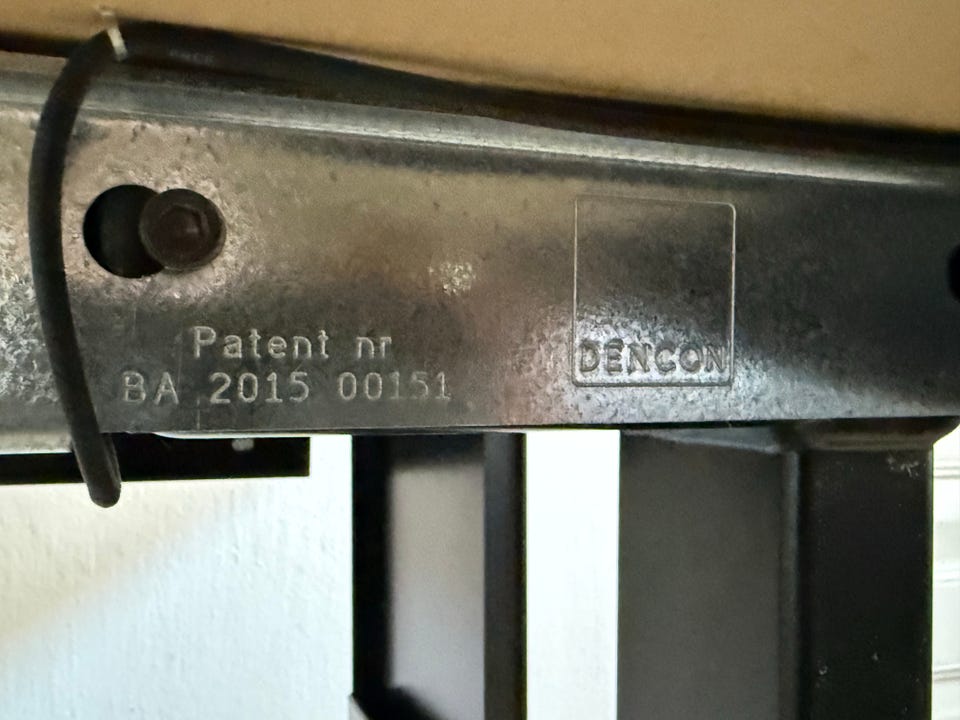 Patent nr
BA 2015 00151
DENCON